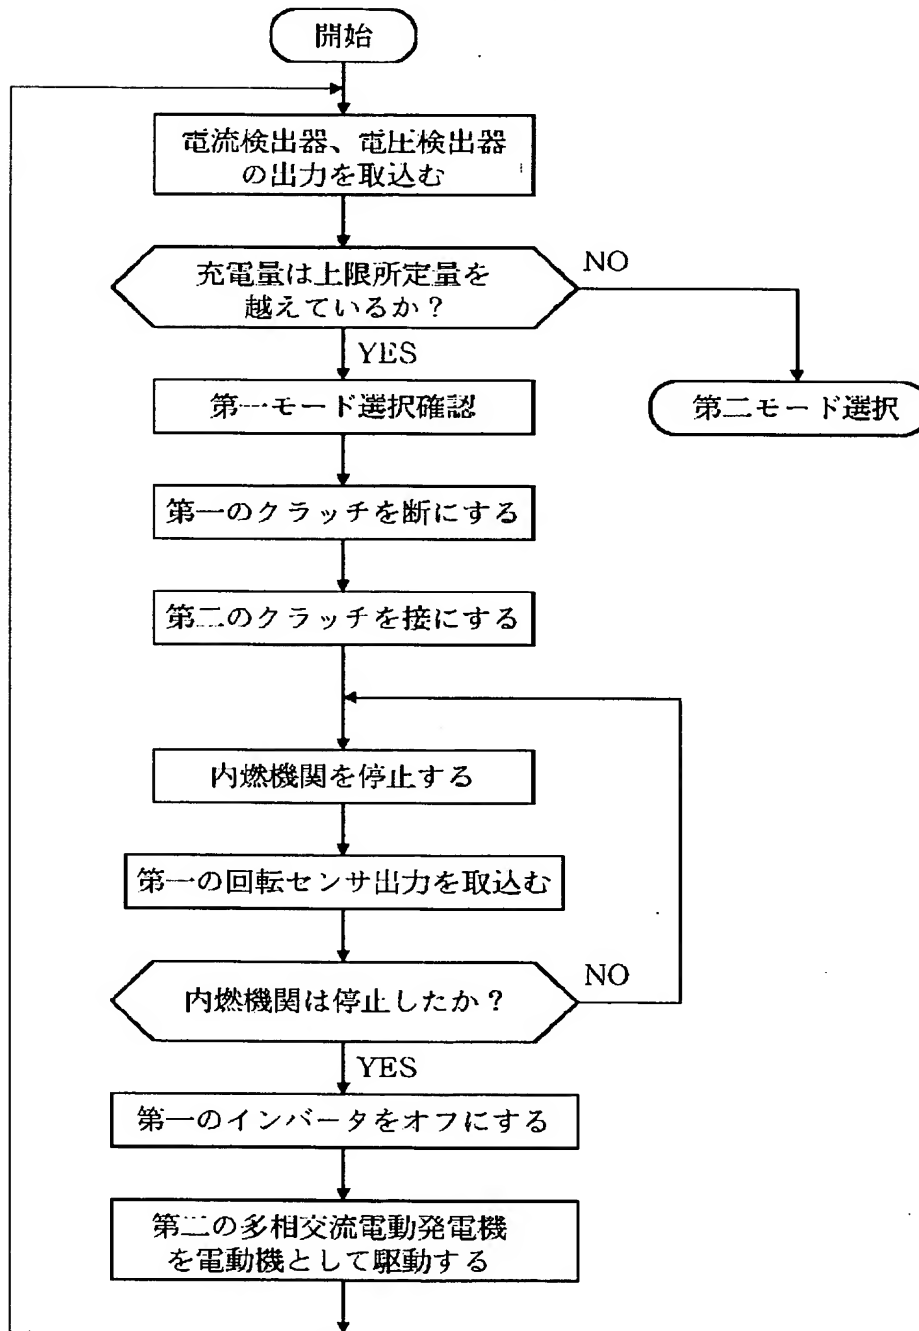 開始
電流検出器、電圧検出器
の出力を取込む
充電量は上限所定量を
越えているか？
NO
YES
第一モード選択確認
第二モード選択
第一のクラッチを断にする
第二のクラッチを接にする
内燃機関を停止する
第一の回転センサ出力を取込む
内燃機関は停止したか？
NO
YES
第一のインバータをオフにする
第二の多相交流電動発電機
を電動機として駆動する